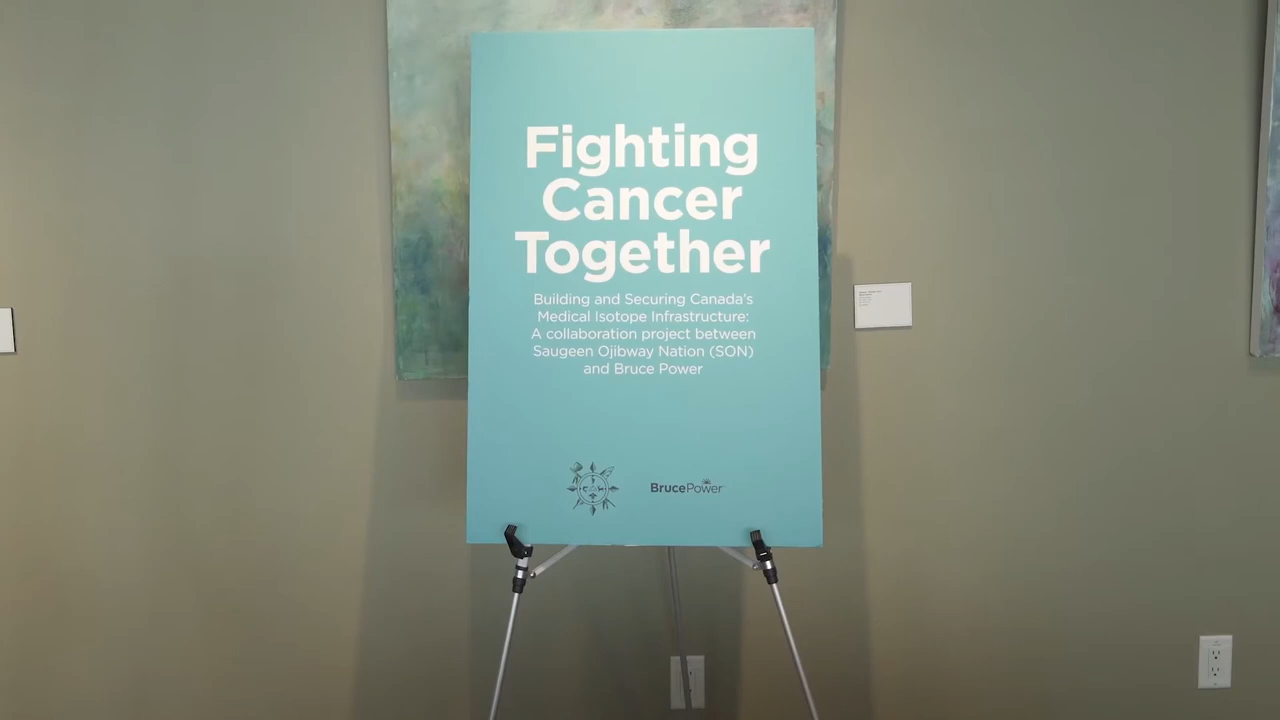 Fighting
Cancer
Together
Building and Securing Canada's
Medical Isotope Infrastructure:
A collaboration project between
Saugeen Ojibway Nation (SON)
and Bruce Power
BrucePower